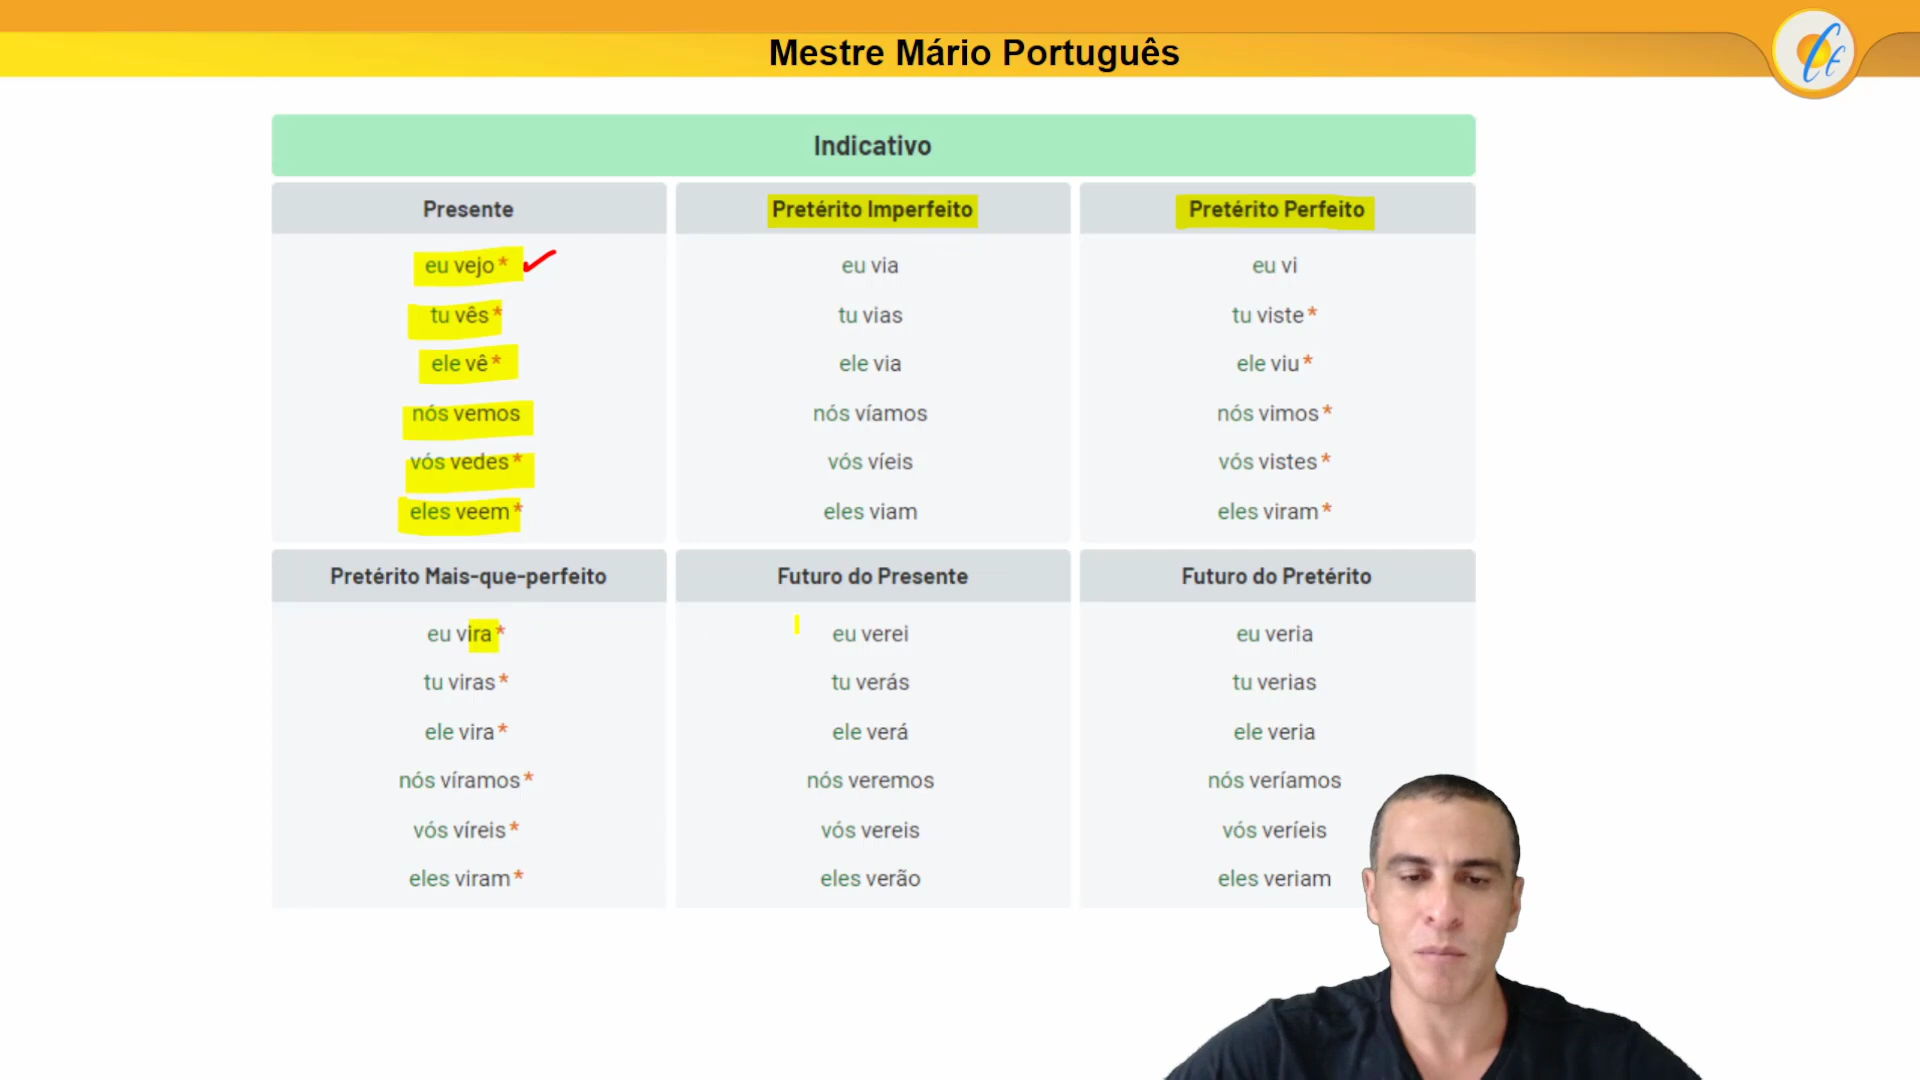 Mestre Mário Português
Indicativo
Presente
eu vejo*
tu vês*
ele vê*
nós vemos
vós vedes*
eles veem*
Pretérito Imperfeito
eu via
tu vias
ele via
nós víamos
vós víeis
eles viam
Pretérito Perfeito
eu vi
tu viste*
ele viu*
nós vimos*
vós vistes*
eles viram*
Pretérito Mais-que-perfeito
eu vira*
tu viras*
ele vira*
nós víramos*
vós víreis*
eles viram*
Futuro do Presente
eu verei
tu verás
ele verá
nós veremos
vós vereis
eles verão
Futuro do Pretérito
eu veria
tu verias
ele veria
nós veríamos
vós veríeis
eles veriam